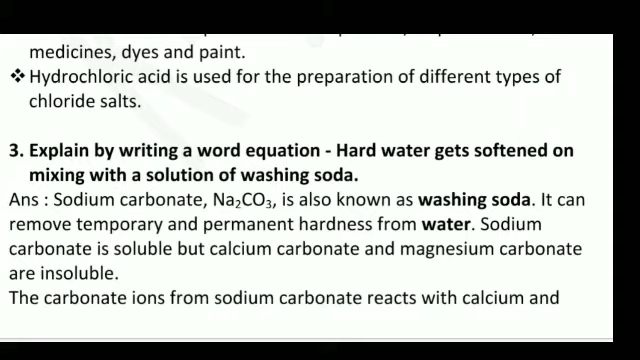 medicines, dyes and paint.
❖ Hydrochloric acid is used for the preparation of different types of
chloride salts.
3. Explain by writing a word equation - Hard water gets softened on
mixing with a solution of washing soda.
Ans : Sodium carbonate, Na₂CO₃, is also known as washing soda. It can
remove temporary and permanent hardness from water. Sodium
carbonate is soluble but calcium carbonate and magnesium carbonate
are insoluble.
The carbonate ions from sodium carbonate reacts with calcium and